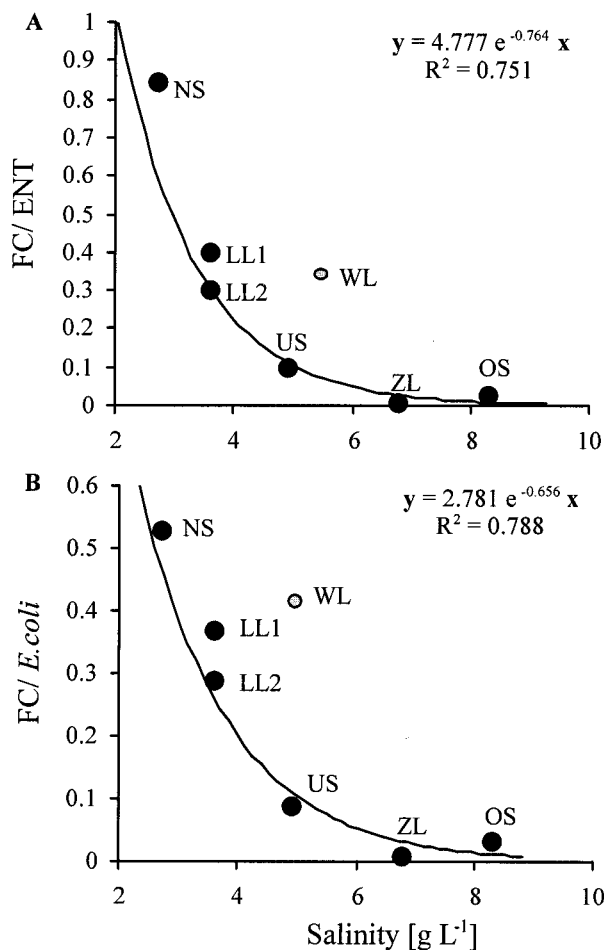 A
y = 4.777 e -0.764 x
R2 = 0.751
1
0.9
0.8
0.7
0.6
0.5
0.4
0.3
0.2
0.1
0
FC/ ENT
NS
LL1
LL2
WL
US
ZL
OS
2
4
6
8
10
B
y = 2.781 e -0.656 x
R2 = 0.788
0.6
0.5
0.4
0.3
0.2
0.1
0
FC/ E.coli
NS
WL
LL1
LL2
US
ZL
OS
2
4
6
8
10
Salinity [g L-1]